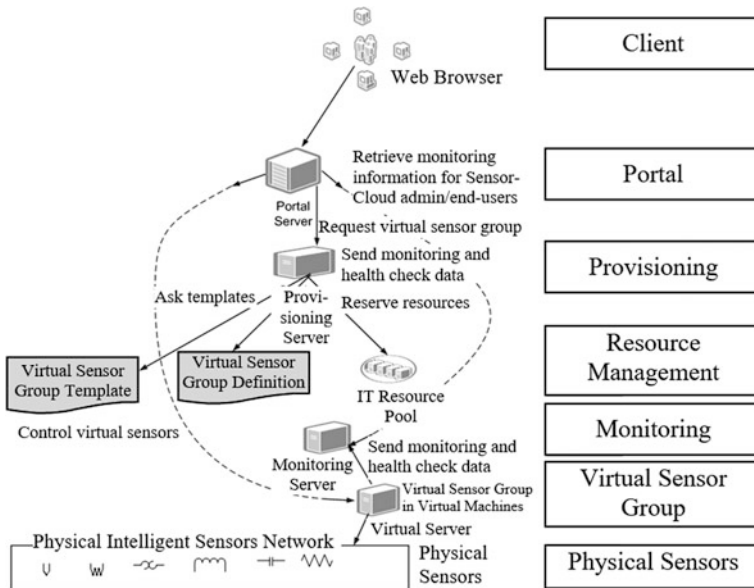 Client
Web Browser
Portal
Retrieve monitoring
information for Sensor-
Cloud admin/end-users
Portal
Server
Request virtual sensor group
Provisioning
Send monitoring and
health check data
Ask templates
Provi-
sioning
Server
Reserve resources
Resource
Management
Virtual Sensor
Group Template
Virtual Sensor
Group Definition
IT Resource
Pool
Monitoring
Control virtual sensors
Monitoring
Server
Send monitoring and
health check data
Virtual Sensor
Group
Virtual Sensor Group
in Virtual Machines
Virtual Server
Physical Intelligent Sensors Network
Physical
Sensors
Physical Sensors